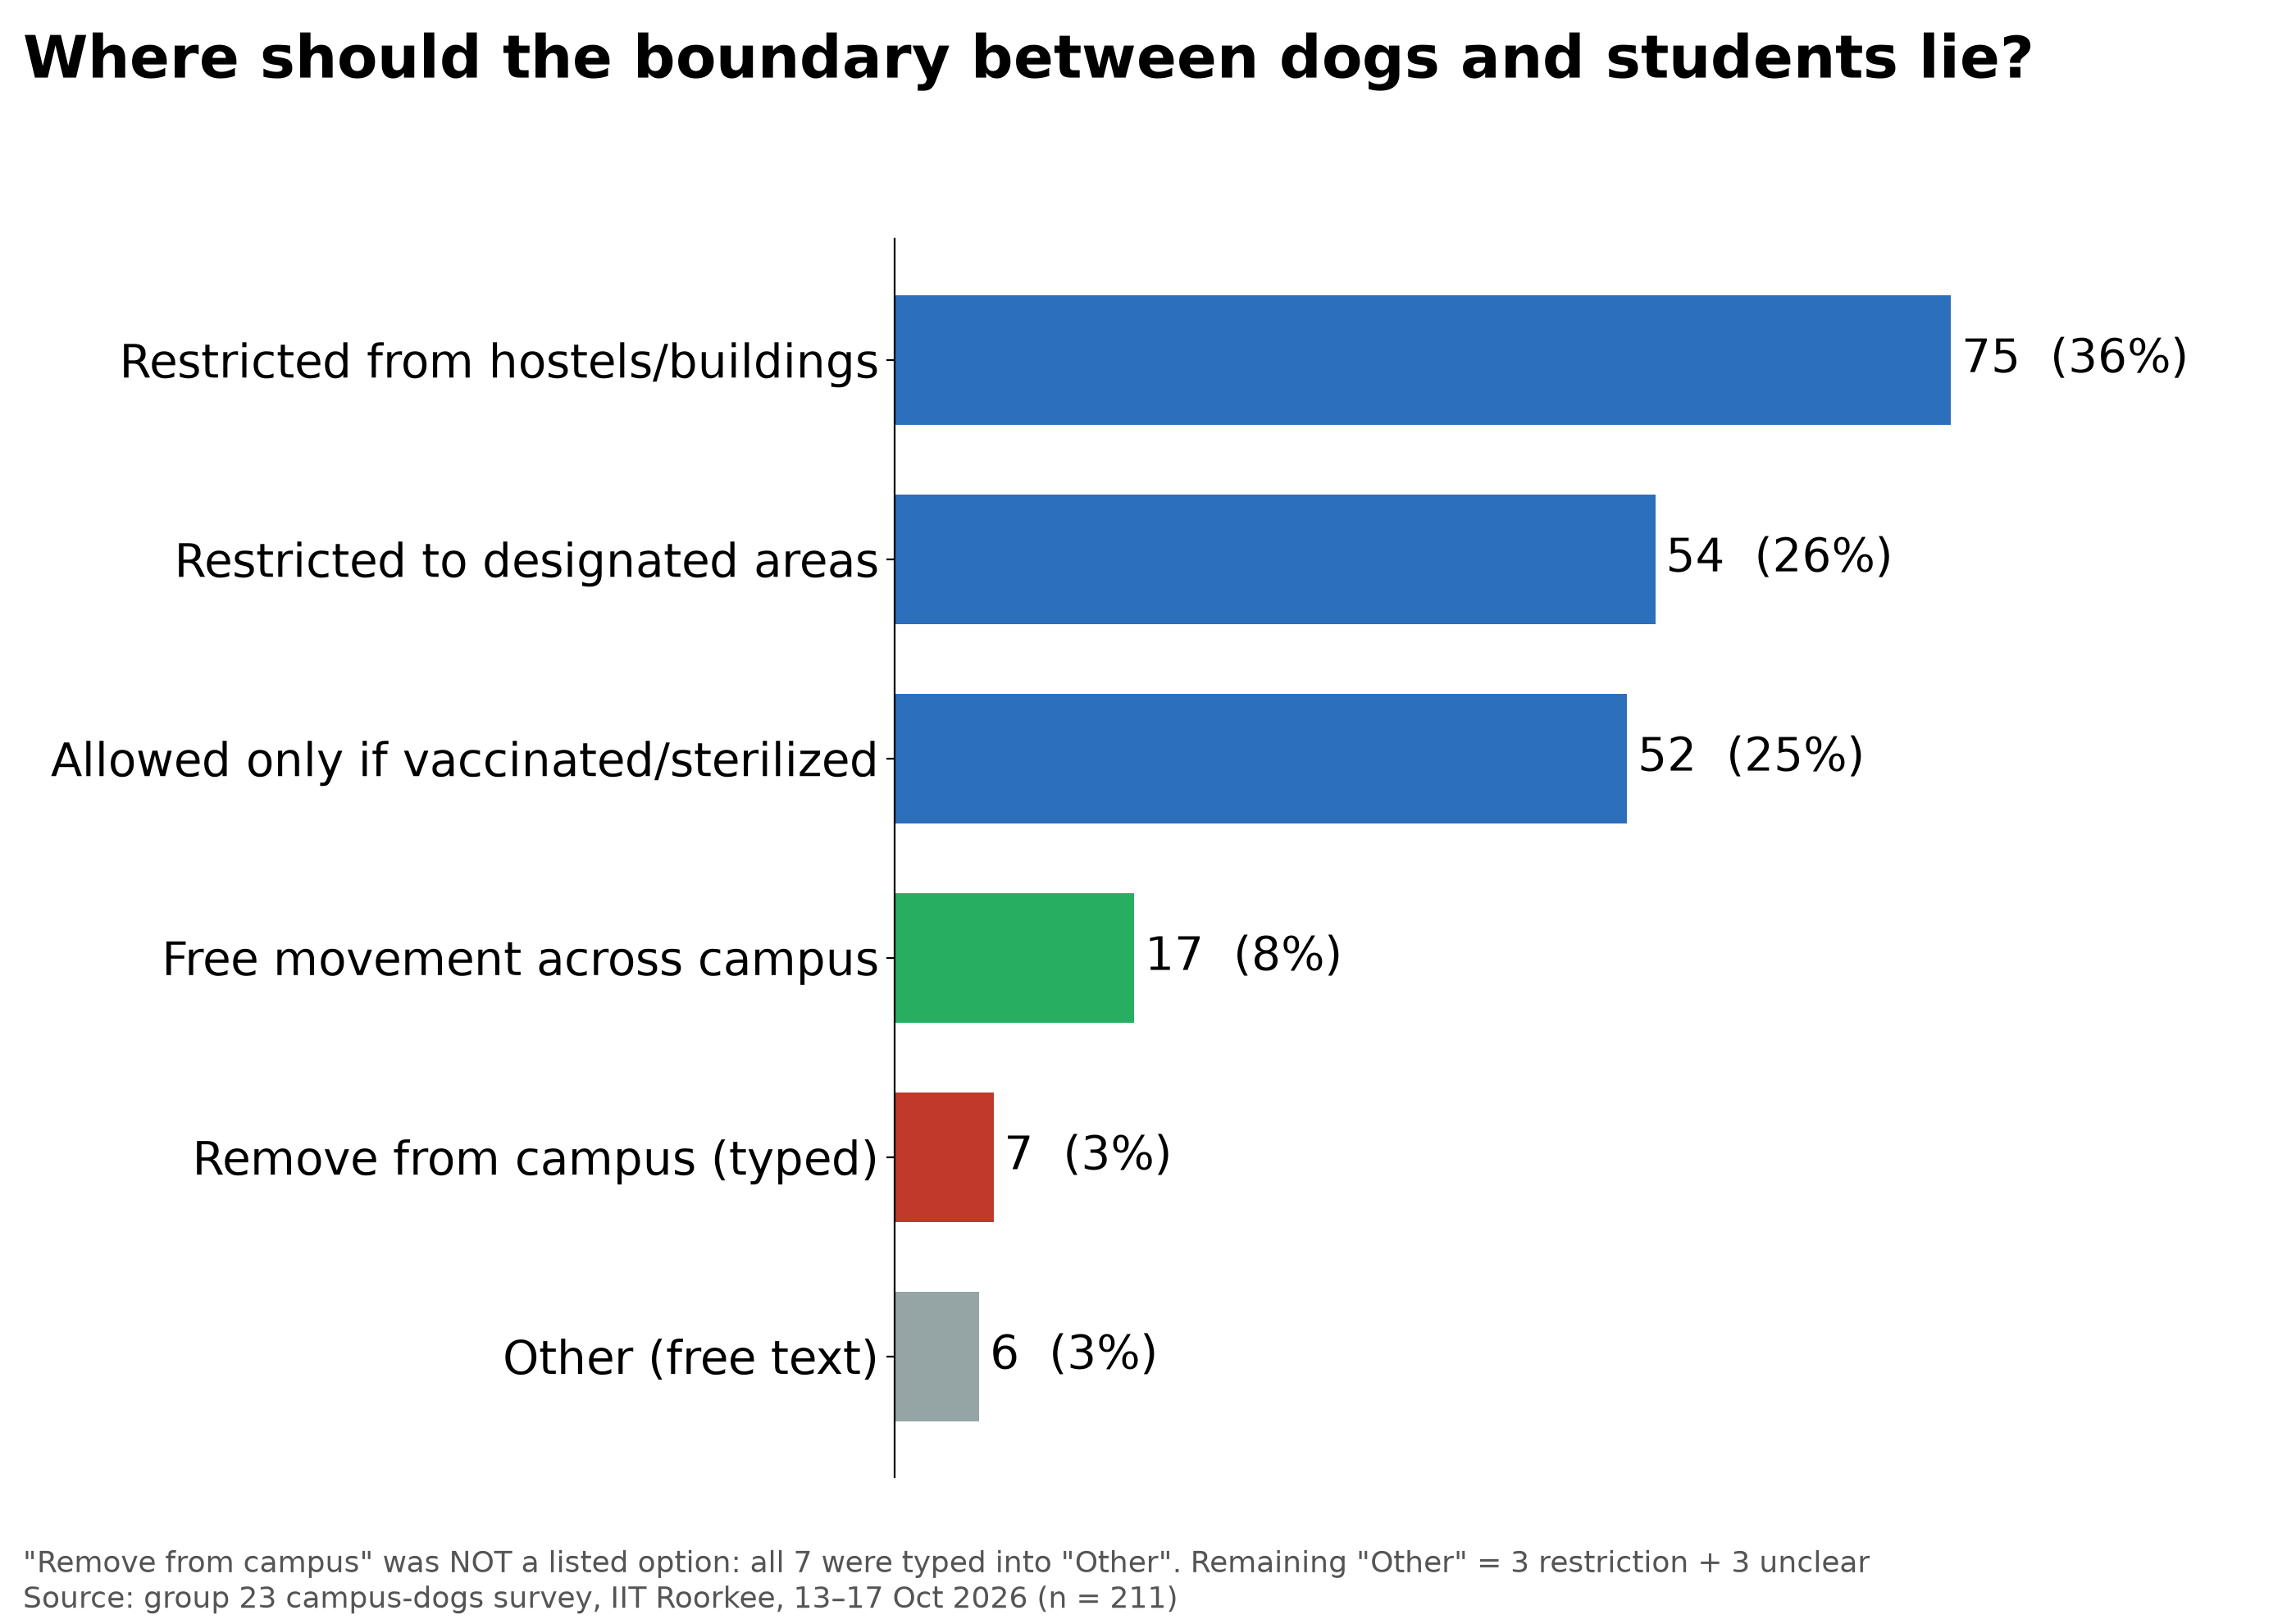 Where should the boundary between dogs and students lie?
Restricted from hostels/buildings 75 (36%)
Restricted to designated areas 54 (26%)
Allowed only if vaccinated/sterilized 52 (25%)
Free movement across campus 17 (8%)
Remove from campus (typed) 7 (3%)
Other (free text) 6 (3%)
"Remove from campus" was NOT a listed option: all 7 were typed into "Other". Remaining "Other" = 3 restriction + 3 unclear
Source: group 23 campus-dogs survey, IIT Roorkee, 13–17 Oct 2026 (n = 211)